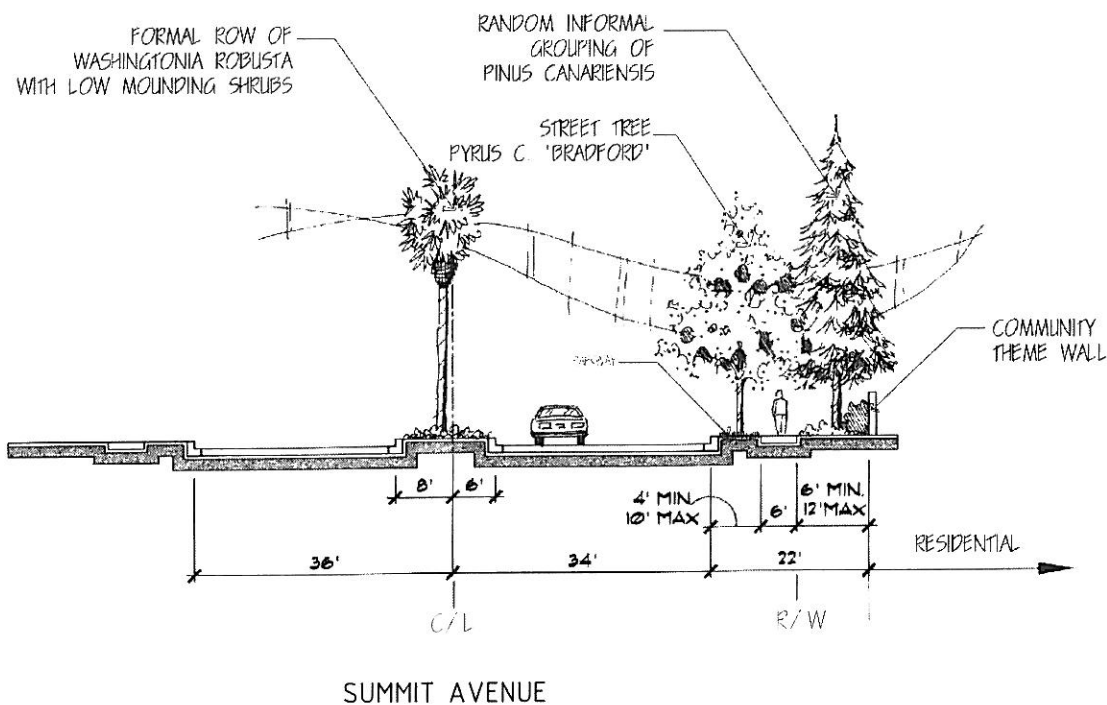 FORMAL ROW OF
WASHINGTONIA ROBUSTA
WITH LOW MOUNDING SHRUBS
RANDOM INFORMAL
GROUPING OF
PINUS CANARIENSIS
STREET TREE
PYRUS C. 'BRADFORD'
COMMUNITY
THEME WALL
PARKWAY
8' 6'
4' MIN.
10' MAX
6'
6' MIN.
12' MAX
36' 34' 22'
RESIDENTIAL
C/L R/W
SUMMIT AVENUE